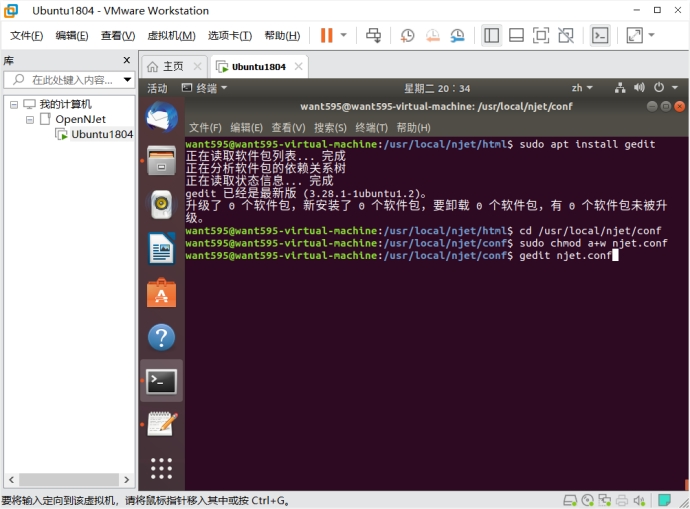 Ubuntu1804 - VMware Workstation
文件(F) 编辑(E) 查看(V) 虚拟机(M) 选项卡(T) 帮助(H)
库
在此处键入内容...
我的计算机
OpenNJet
Ubuntu1804
主页
Ubuntu1804
活动 终端 星期二 20：34 zh
want595@want595-virtual-machine: /usr/local/njet/conf
文件(F) 编辑(E) 查看(V) 搜索(S) 终端(T) 帮助(H)
want595@want595-virtual-machine:/usr/local/njet/html$ sudo apt install gedit
正在读取软件包列表... 完成
正在分析软件包的依赖关系树
正在读取状态信息... 完成
gedit 已经是最新版 (3.28.1-1ubuntu1.2)。
升级了 0 个软件包，新安装了 0 个软件包，要卸载 0 个软件包，有 0 个软件包未被升
级。
want595@want595-virtual-machine:/usr/local/njet/html$ cd /usr/local/njet/conf
want595@want595-virtual-machine:/usr/local/njet/conf$ sudo chmod a+w njet.conf
want595@want595-virtual-machine:/usr/local/njet/conf$ gedit njet.conf
要将输入定向到该虚拟机，请将鼠标指针移入其中或按 Ctrl+G。